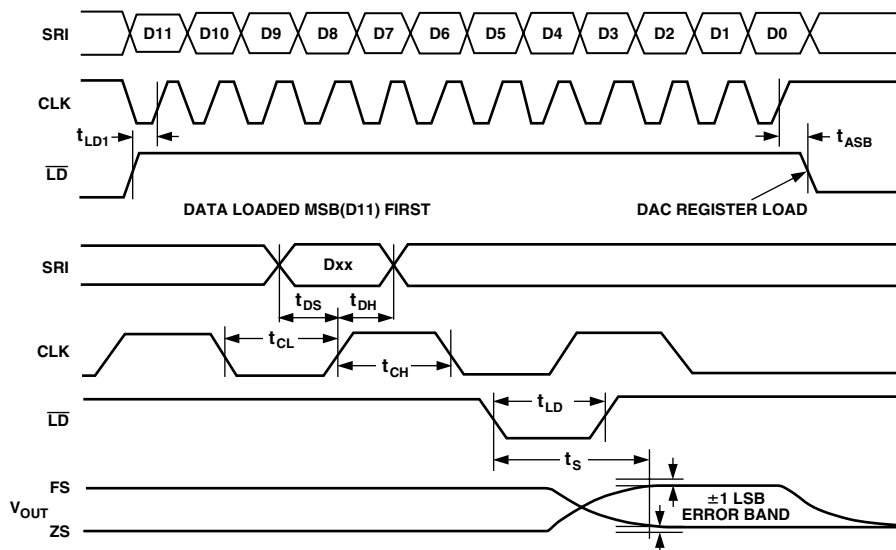 SRI D11 D10 D9 D8 D7 D6 D5 D4 D3 D2 D1 D0
CLK
tLD1 tASB
LD
DATA LOADED MSB(D11) FIRST DAC REGISTER LOAD
SRI Dxx
tDS tDH
CLK tCL
tCH
LD tLD
tS
FS
VOUT ±1 LSB
ERROR BAND
ZS